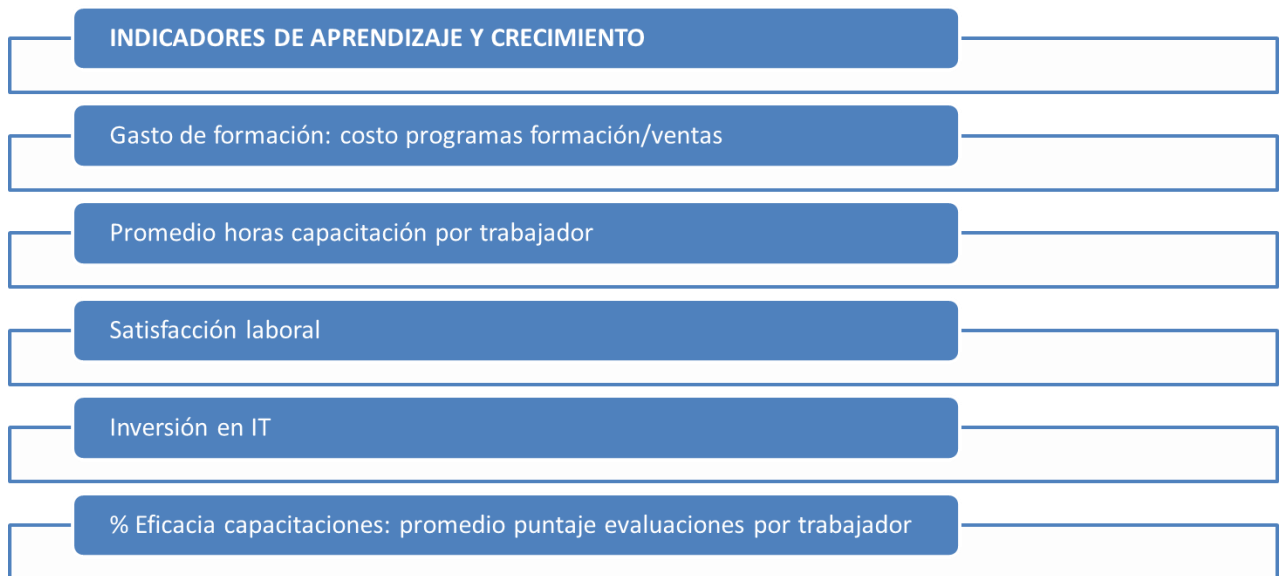 INDICADORES DE APRENDIZAJE Y CRECIMIENTO
Gasto de formación: costo programas formación/ventas
Promedio horas capacitación por trabajador
Satisfacción laboral
Inversión en IT
% Eficacia capacitaciones: promedio puntaje evaluaciones por trabajador